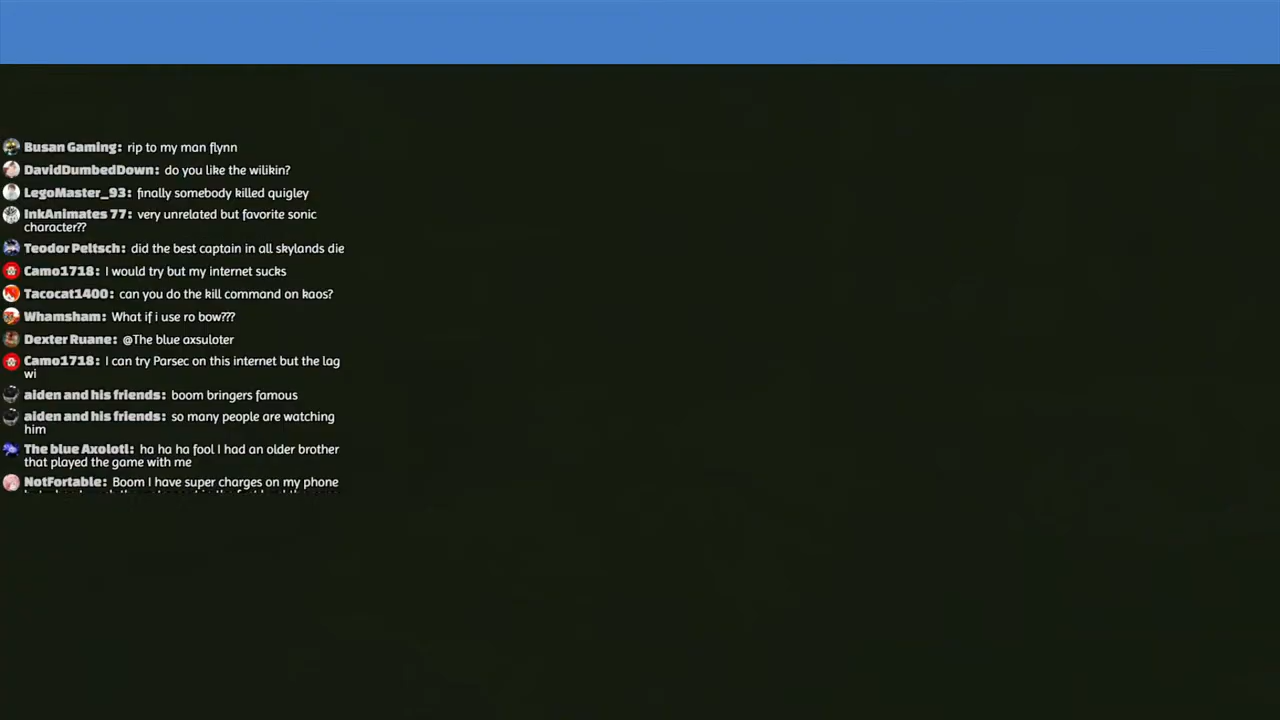 Busan Gaming: rip to my man flynn
DavidDumbedDown: do you like the wilikin?
LegoMaster_93: finally somebody killed quigley
InkAnimates 77: very unrelated but favorite sonic
character??
Teodor Peltsch: did the best captain in all skylands die
Camo1718: I would try but my internet sucks
Tacocat1400: can you do the kill command on kaos?
Whamsham: What if i use ro bow???
Dexter Ruane: @The blue axsuloter
Camo1718: I can try Parsec on this internet but the lag
wi
aiden and his friends: boom bringers famous
aiden and his friends: so many people are watching
him
The blue Axolotl: ha ha ha fool I had an older brother
that played the game with me
NotFortable: Boom I have super charges on my phone